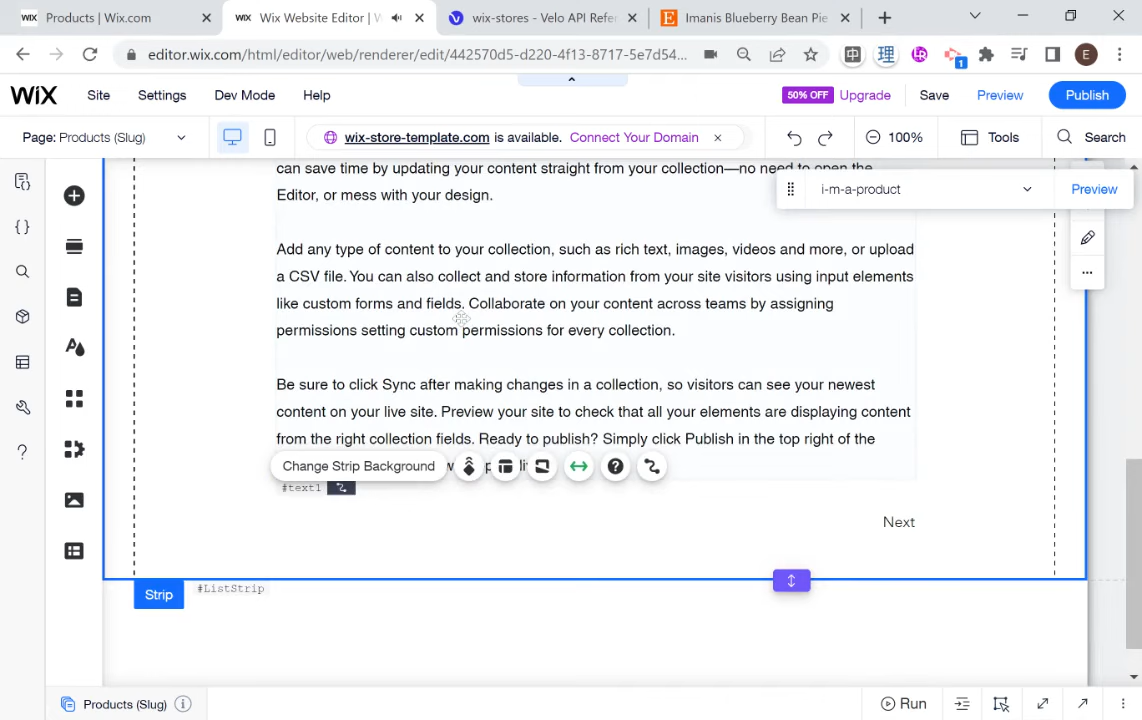 Products | Wix.com
Wix Website Editor | W
wix-stores - Velo API Refer
Imanis Blueberry Bean Pie
editor.wix.com/html/editor/web/renderer/edit/442570d5-d220-4f13-8717-5e7d54...
1
E
WiX
Site
Settings
Dev Mode
Help
50% OFF
Upgrade
Save
Preview
Publish
Page: Products (Slug)
wix-store-template.com is available. Connect Your Domain
100%
Tools
Search
can save time by updating your content straight from your collection—no need to open the
Editor, or mess with your design.
i-m-a-product
Preview
Add any type of content to your collection, such as rich text, images, videos and more, or upload
a CSV file. You can also collect and store information from your site visitors using input elements
like custom forms and fields. Collaborate on your content across teams by assigning
permissions setting custom permissions for every collection.
Be sure to click Sync after making changes in a collection, so visitors can see your newest
content on your live site. Preview your site to check that all your elements are displaying content
from the right collection fields. Ready to publish? Simply click Publish in the top right of the
Change Strip Background
#text1
Next
Strip
#ListStrip
Products (Slug)
Run